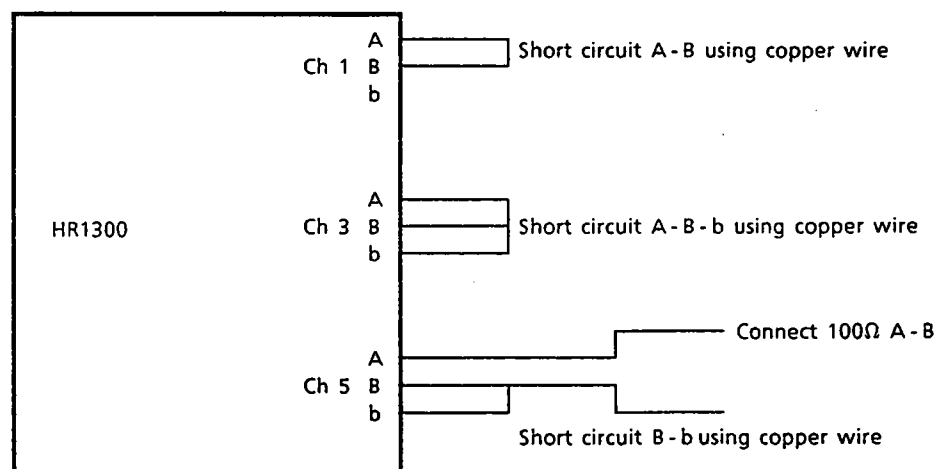 A
Ch 1 B Short circuit A - B using copper wire
b
A
HR1300 Ch 3 B Short circuit A - B - b using copper wire
b
Connect 100Ω A - B
A
Ch 5 B
b
Short circuit B - b using copper wire